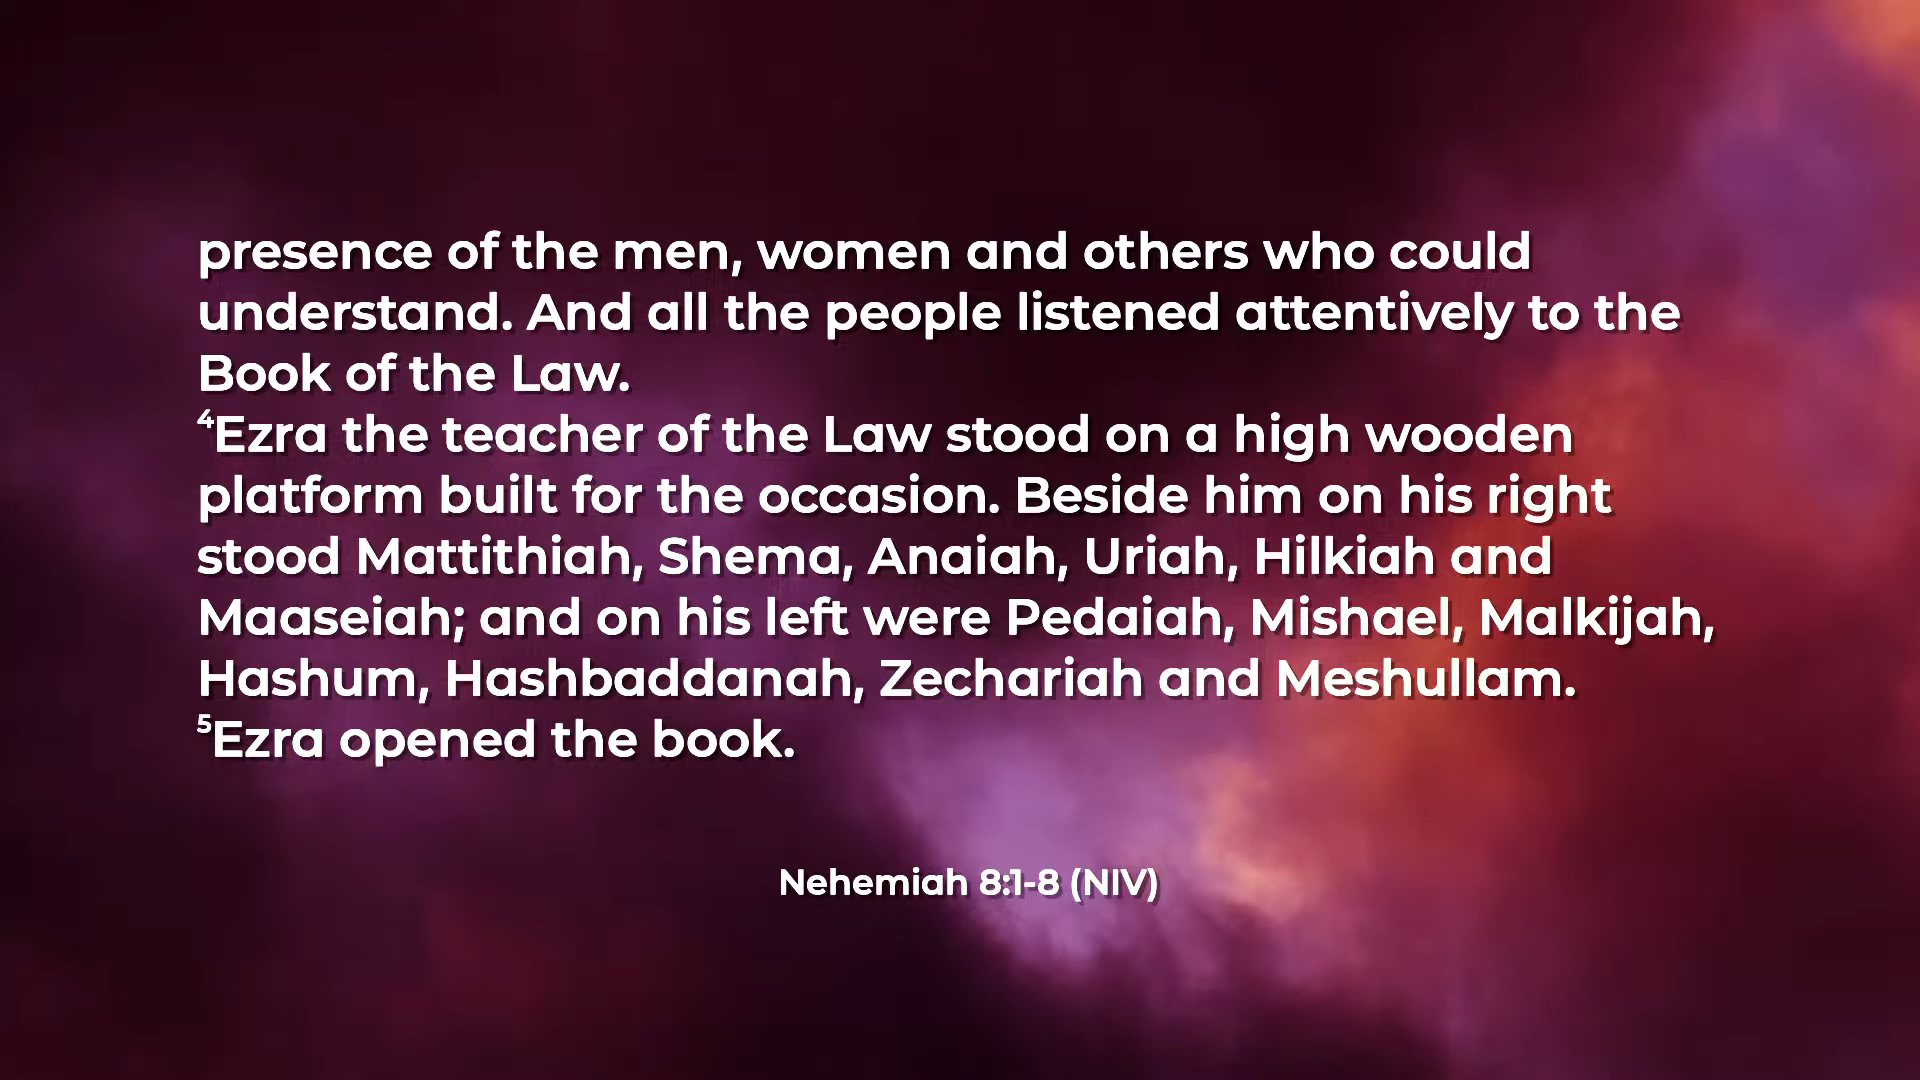 presence of the men, women and others who could
understand. And all the people listened attentively to the
Book of the Law.
⁴Ezra the teacher of the Law stood on a high wooden
platform built for the occasion. Beside him on his right
stood Mattithiah, Shema, Anaiah, Uriah, Hilkiah and
Maaseiah; and on his left were Pedaiah, Mishael, Malkijah,
Hashum, Hashbaddanah, Zechariah and Meshullam.
⁵Ezra opened the book.
Nehemiah 8:1-8 (NIV)